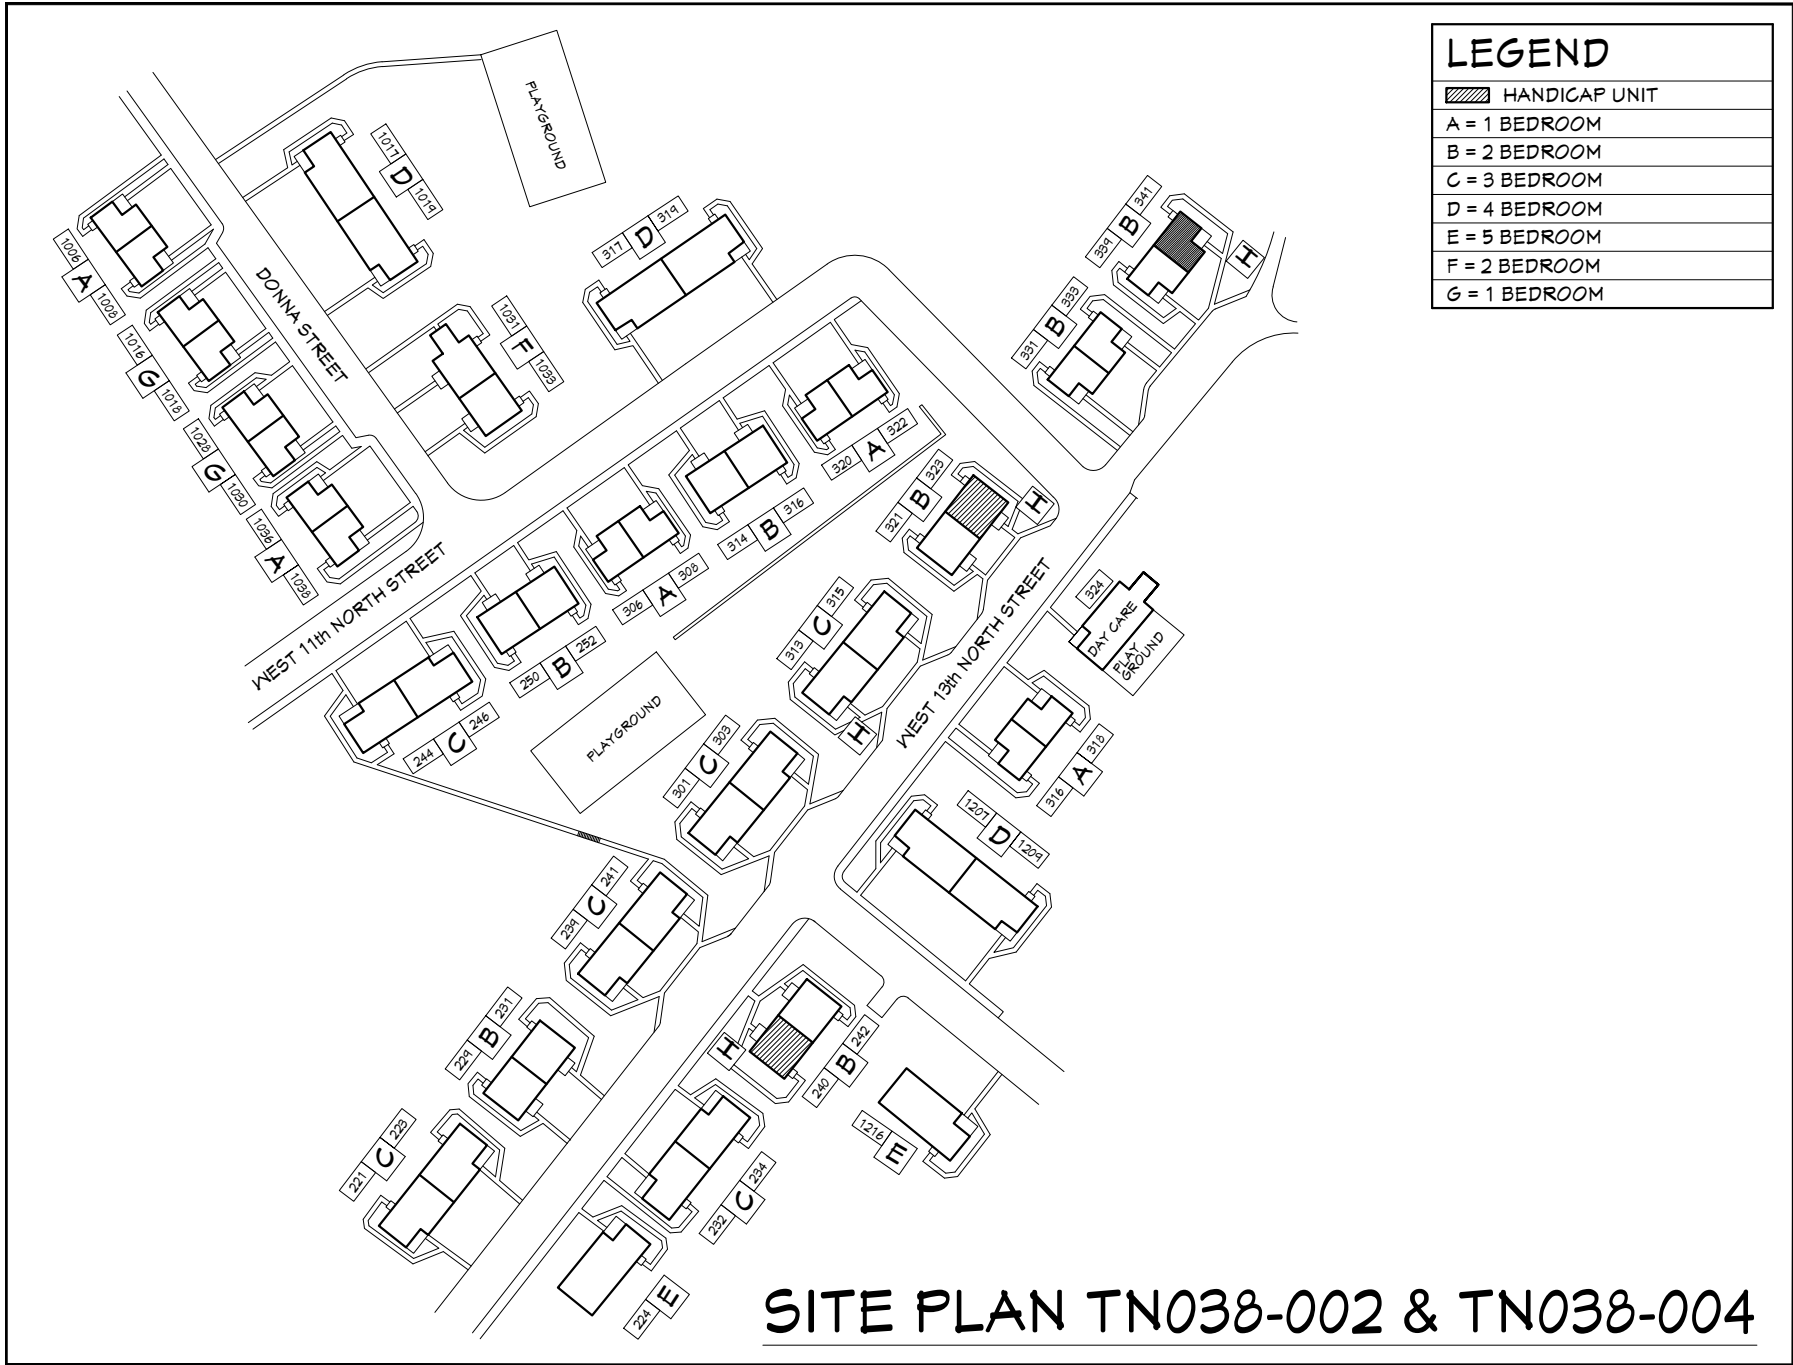 LEGEND
HANDICAP UNIT
A = 1 BEDROOM
B = 2 BEDROOM
C = 3 BEDROOM
D = 4 BEDROOM
E = 5 BEDROOM
F = 2 BEDROOM
G = 1 BEDROOM
PLAYGROUND
1017 D 1019
317 D 319
339 B 341
H
1006 A 1008
DONNA STREET
331 B 333
1016 G 1018
1031 F 1033
1028 G 1030
320 A 322
321 B 323
H
1036 A 1038
314 B 316
WEST 11th NORTH STREET
306 A 308
250 B 252
313 C 315
WEST 13th NORTH STREET
324
DAY CARE
PLAY
GROUND
244 C 246
PLAYGROUND
H
301 C 303
316 A 318
1207 D 1209
239 C 241
229 B 231
H
240 B 242
1216 E
221 C 223
232 C 234
224 E
SITE PLAN TN038-002 & TN038-004